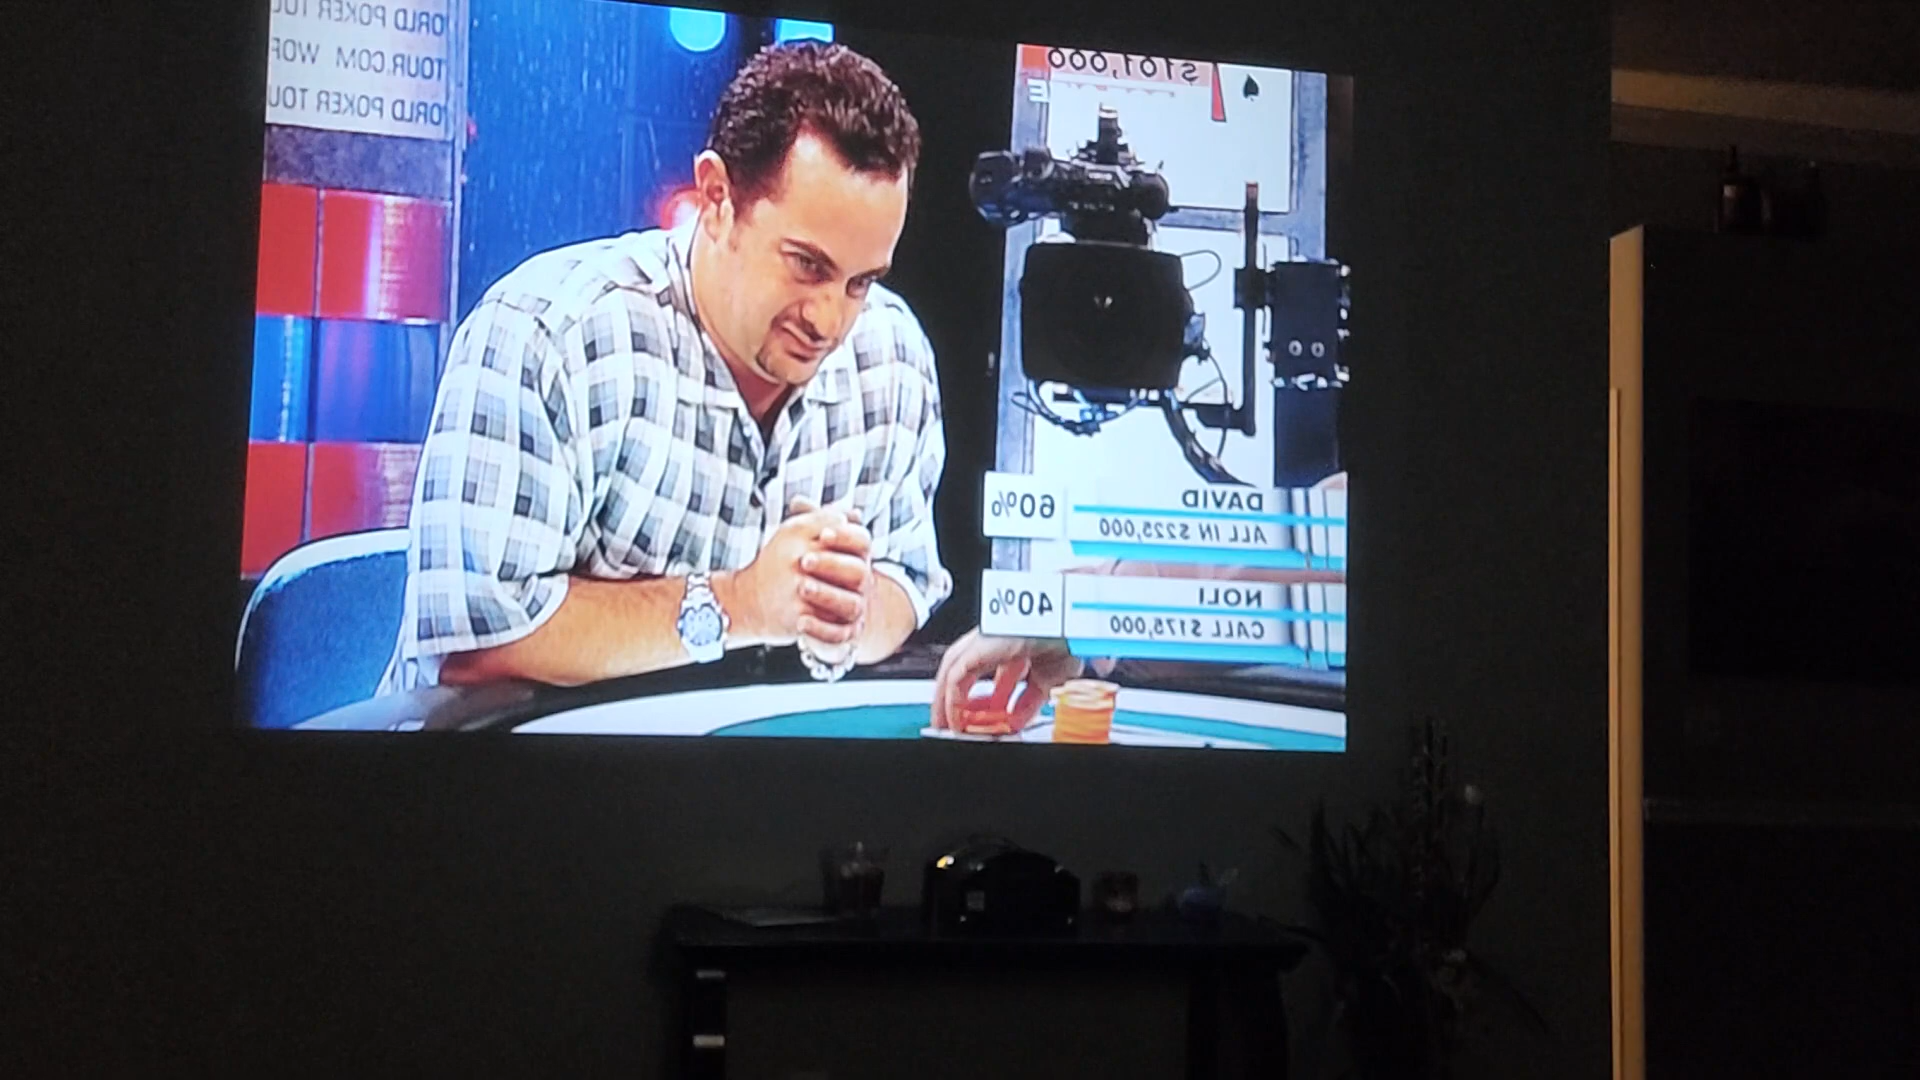 ORLD POKER TOU
TOUR.COM WOR
ORLD POKER TOU
$101,000
E
DAVID
60%
ALL IN $225,000
NOLI
40%
CALL $175,000